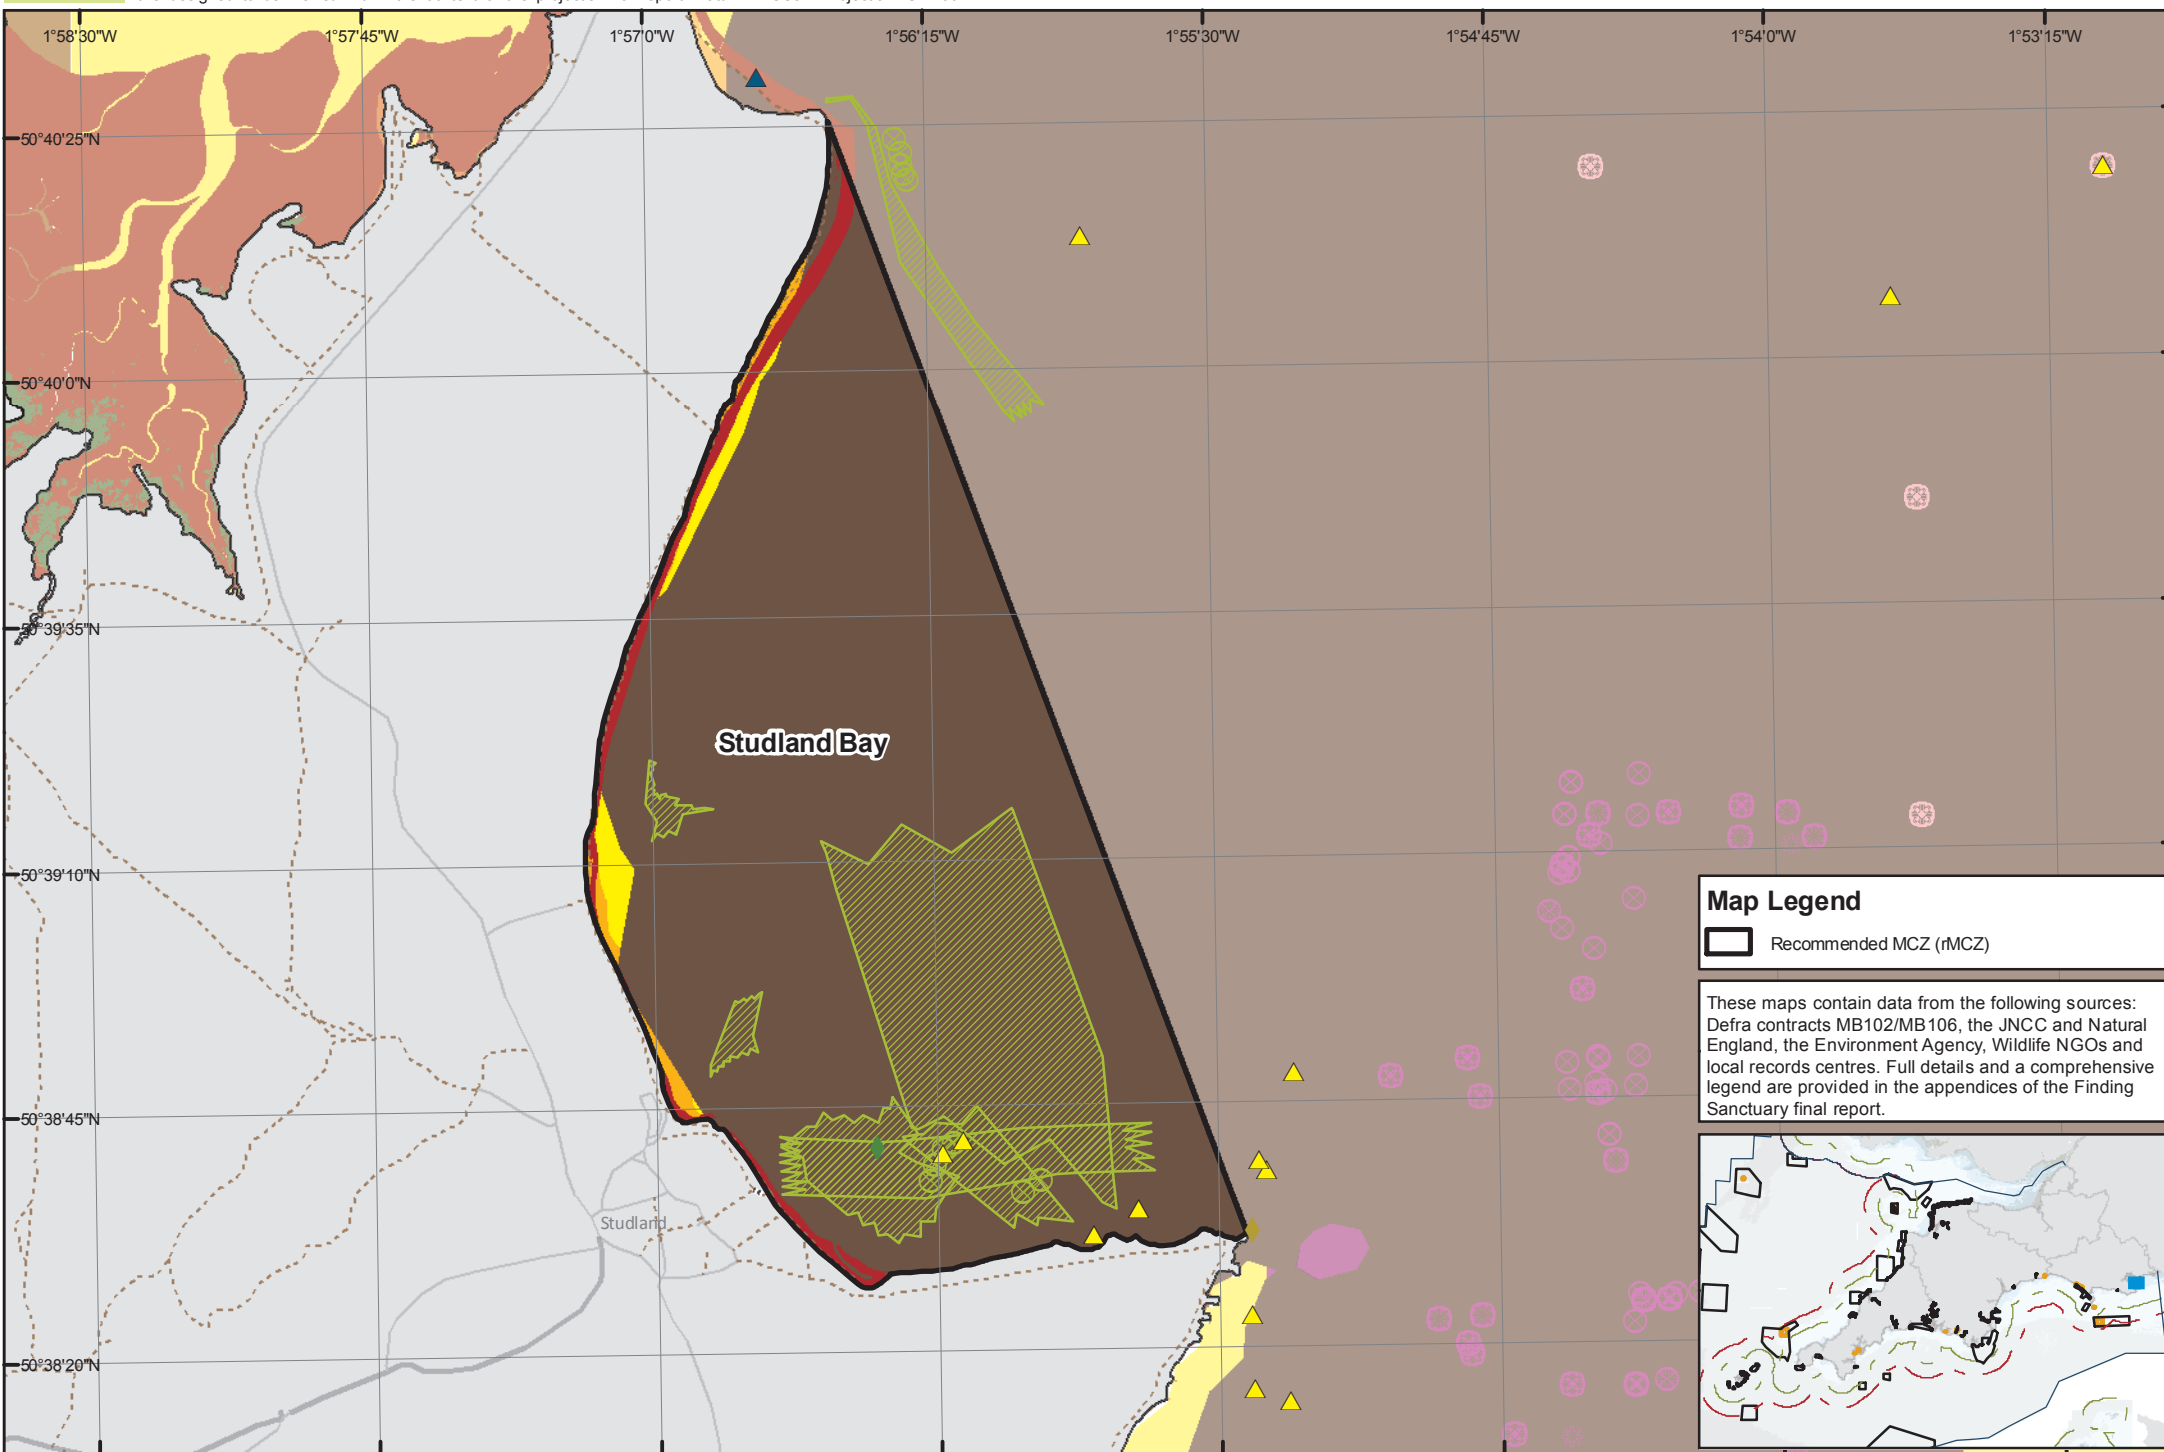 1°58'30"W
1°57'45"W
1°57'0"W
1°56'15"W
1°55'30"W
1°54'45"W
1°54'0"W
1°53'15"W
50°40'25"N
50°40'0"N
50°39'35"N
50°39'10"N
50°38'45"N
50°38'20"N
Studland Bay
Studland
Map Legend
Recommended MCZ (rMCZ)
These maps contain data from the following sources:
Defra contracts MB102/MB106, the JNCC and Natural
England, the Environment Agency, Wildlife NGOs and
local records centres. Full details and a comprehensive
legend are provided in the appendices of the Finding
Sanctuary final report.